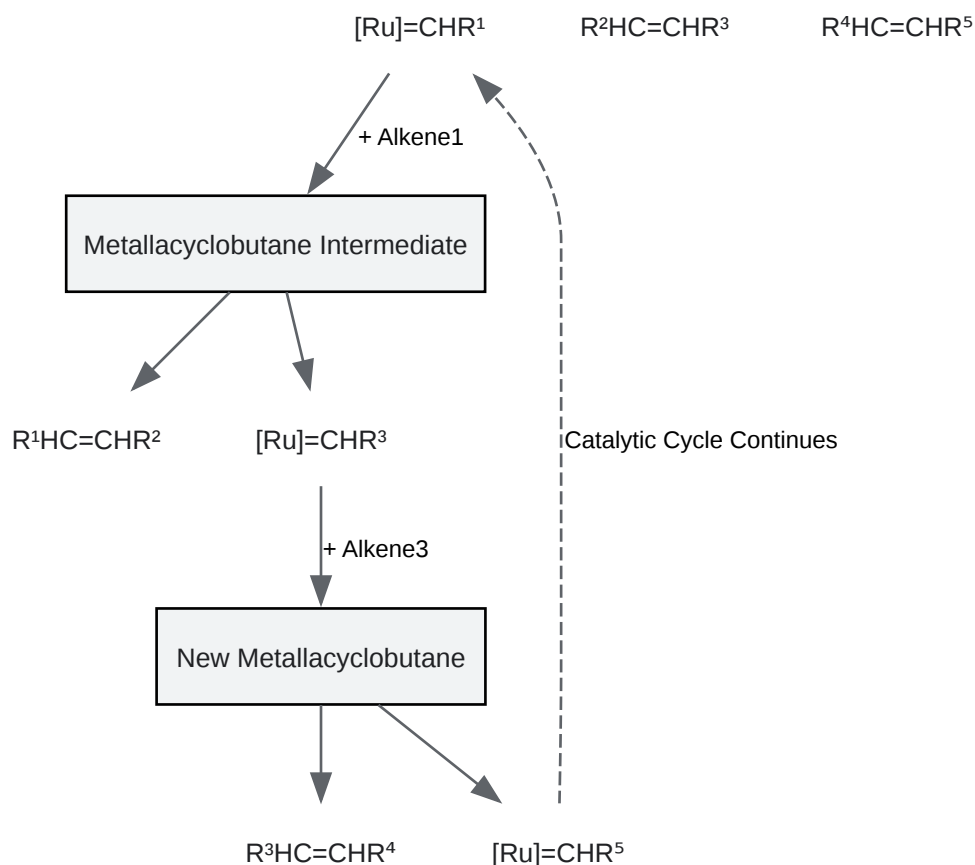 [Ru]=CHR¹ R²HC=CHR³ R⁴HC=CHR⁵
+ Alkene1
Metallacyclobutane Intermediate
R¹HC=CHR² [Ru]=CHR³ Catalytic Cycle Continues
+ Alkene3
New Metallacyclobutane
R³HC=CHR⁴ [Ru]=CHR⁵